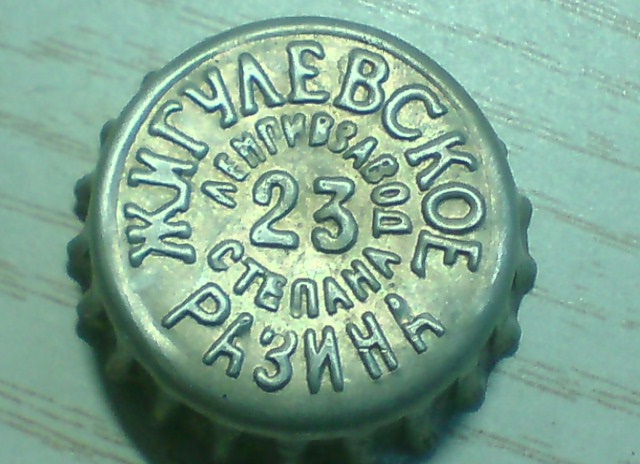 ЖИГУЛЕВСКОЕ
ЛЕНПИВЗАВОД
23
СТЕПАНА
РАЗИНА